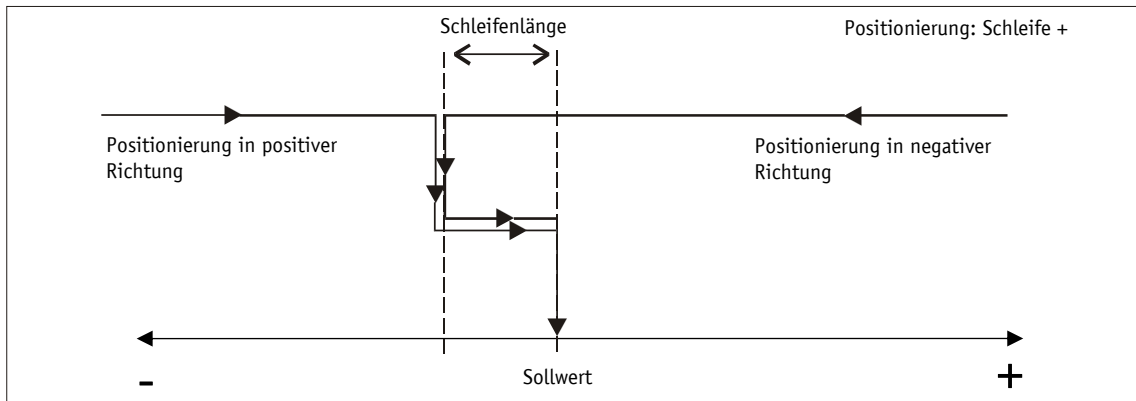 Schleifenlänge
Positionierung: Schleife +
Positionierung in positiver
Richtung
Positionierung in negativer
Richtung
-
Sollwert
+